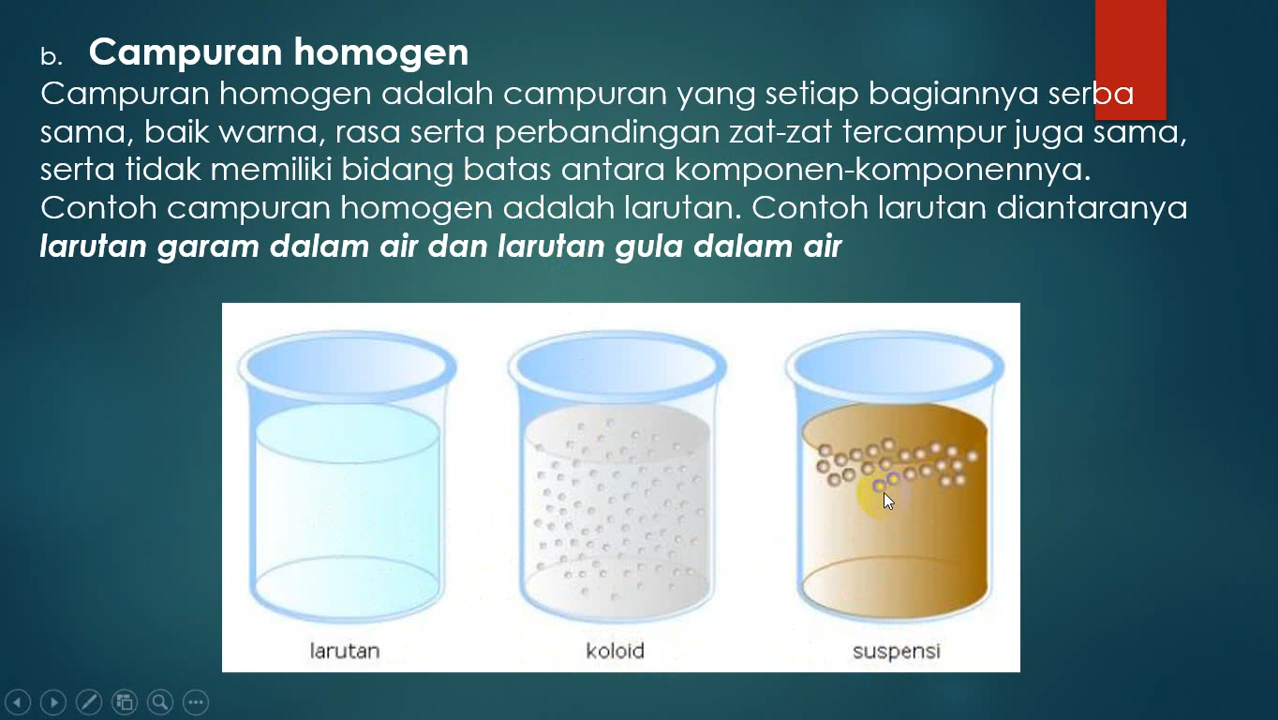 b. Campuran homogen
Campuran homogen adalah campuran yang setiap bagiannya serba
sama, baik warna, rasa serta perbandingan zat-zat tercampur juga sama,
serta tidak memiliki bidang batas antara komponen-komponennya.
Contoh campuran homogen adalah larutan. Contoh larutan diantaranya
larutan garam dalam air dan larutan gula dalam air
larutan
koloid
suspensi